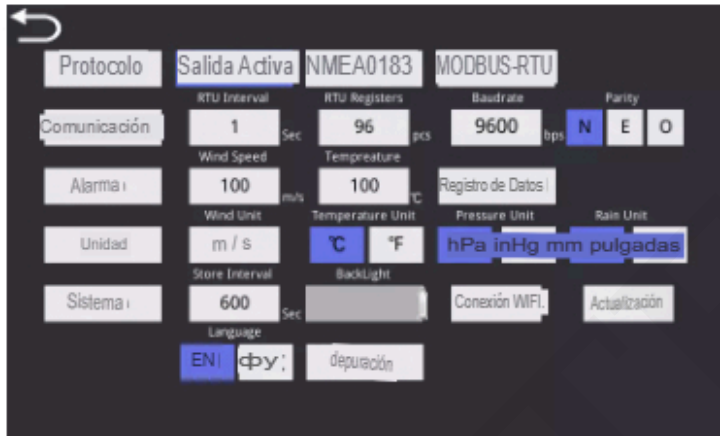 Protocolo Salida Activa NMEA0183 MODBUS-RTU
RTU Interval RTU Registers Baudrate Parity
Comunicación 1 Sec 96 pcs 9600 bps N E O
Wind Speed Tempreature
Alarma 100 m/s 100 ℃ Registro de Datos
Wind Unit Temperature Unit Pressure Unit Rain Unit
Unidad m / s ℃ ℉ hPa inHg mm pulgadas
Store Interval BackLight
Sistema 600 Sec Conexión WIFI. Actualización
Language
EN фу; depuración